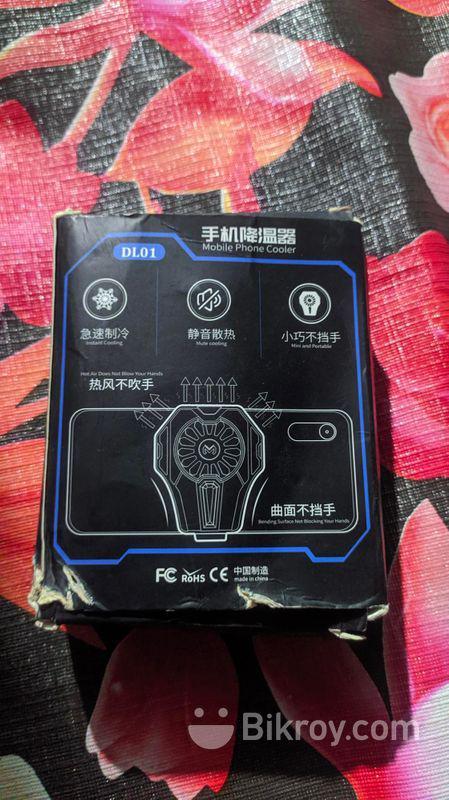 手机降温器
Mobile Phone Cooler
DL01
急速制冷
Instant Cooling
静音散热
Mute cooling
小巧不挡手
Mini and Portable
Hot Air Does Not Blow Your Hands
热风不吹手
曲面不挡手
Bending Surface Not Blocking Your Hands
FC RoHS CE 中国制造
made in china
Bikroy.com